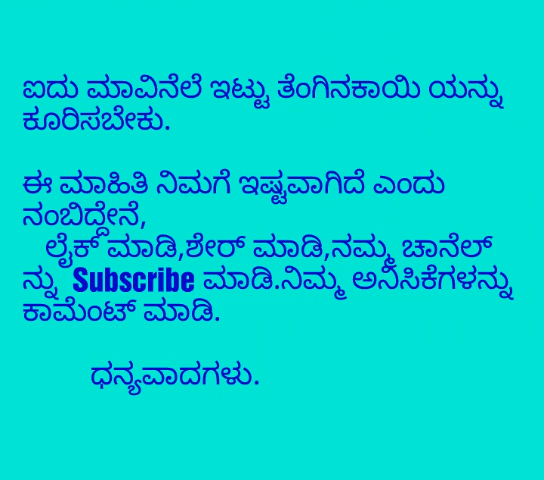 ಐದು ಮಾವಿನೆಲೆ ಇಟ್ಟು ತೆಂಗಿನಕಾಯಿ ಯನ್ನು
ಕೂರಿಸಬೇಕು.
ಈ ಮಾಹಿತಿ ನಿಮಗೆ ಇಷ್ಟವಾಗಿದೆ ಎಂದು
ನಂಬಿದ್ದೇನೆ,
ಲೈಕ್ ಮಾಡಿ,ಶೇರ್ ಮಾಡಿ,ನಮ್ಮ ಚಾನೆಲ್
ನ್ನು Subscribe ಮಾಡಿ.ನಿಮ್ಮ ಅನಿಸಿಕೆಗಳನ್ನು
ಕಾಮೆಂಟ್ ಮಾಡಿ.
ಧನ್ಯವಾದಗಳು.